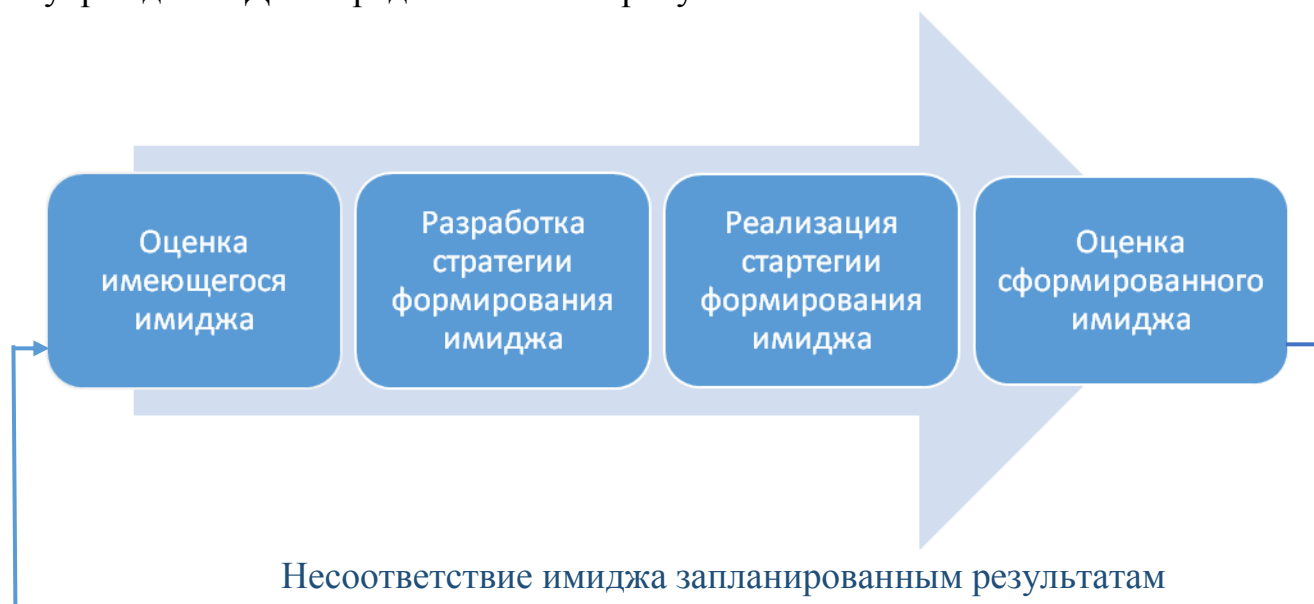 Оценка
имеющегося
имиджа
Разработка
стратегии
формирования
имиджа
Реализация
стартегии
формирования
имиджа
Оценка
сформированного
имиджа
Несоответствие имиджа запланированным результатам